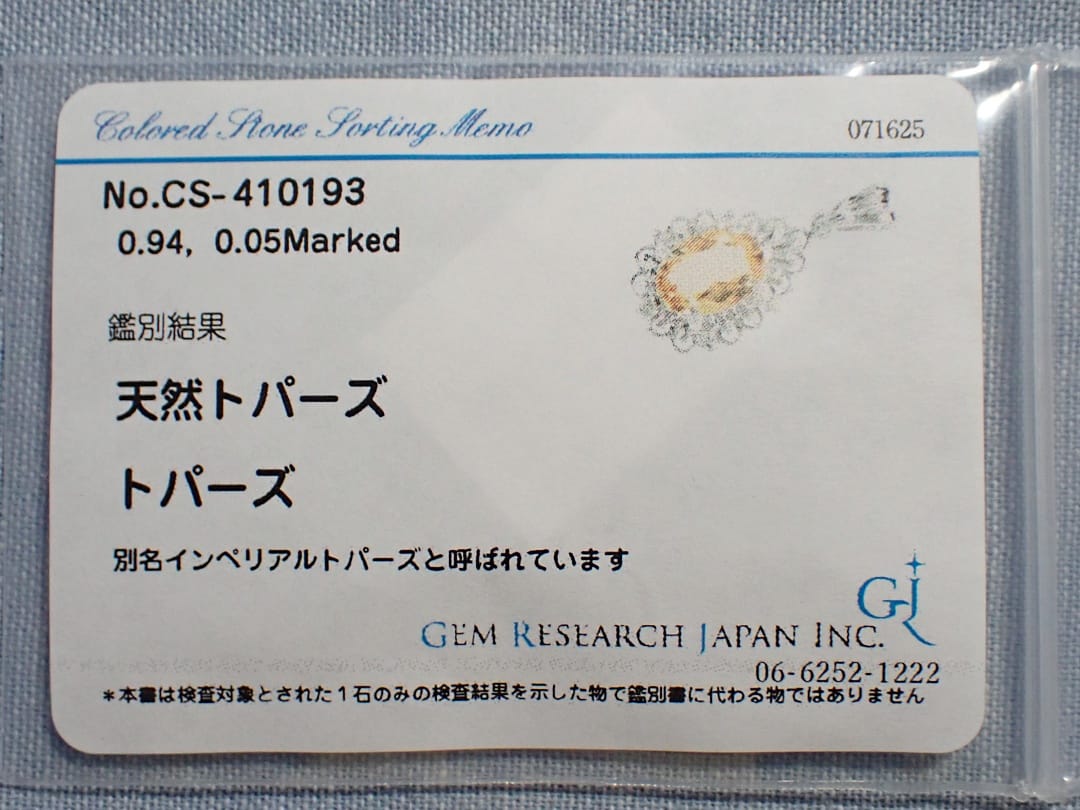 Colored Stone Sorting Memo
071625
No.CS-410193
0.94, 0.05Marked
鑑別結果
天然トパーズ
トパーズ
別名インペリアルトパーズと呼ばれています
GJ
GEM RESEARCH JAPAN INC.
06-6252-1222
*本書は検査対象とされた1石のみの検査結果を示した物で鑑別書に代わる物ではありません